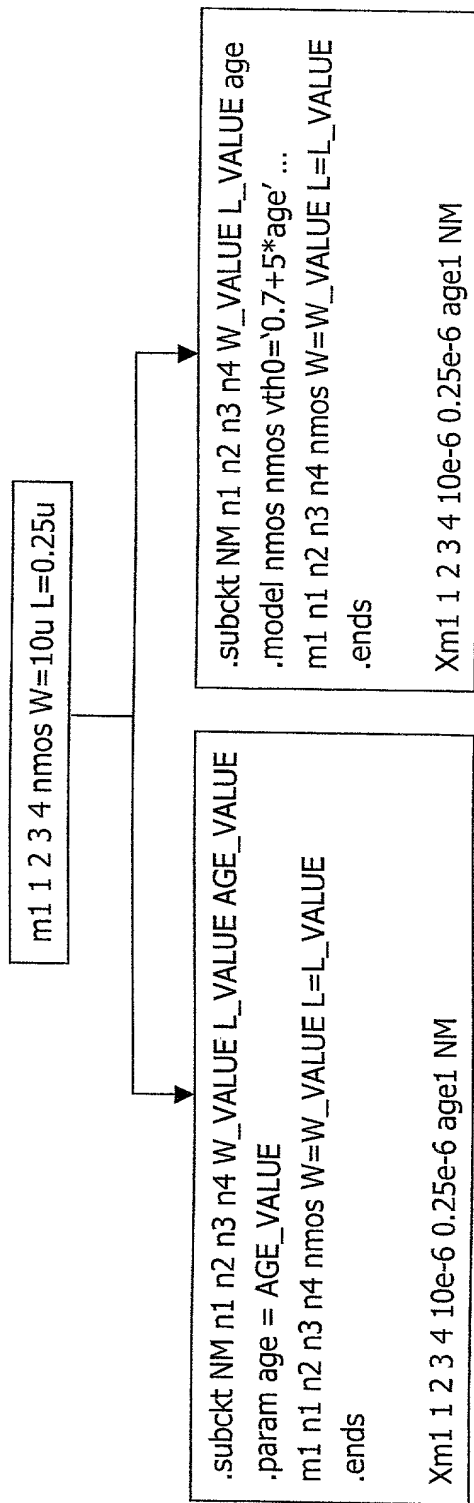 m1 1 2 3 4 nmos W=10u L=0.25u
.subckt NM n1 n2 n3 n4 W_VALUE L_VALUE AGE_VALUE
.param age = AGE_VALUE
m1 n1 n2 n3 n4 nmos W=W_VALUE L=L_VALUE
.ends
Xm1 1 2 3 4 10e-6 0.25e-6 age1 NM
.subckt NM n1 n2 n3 n4 W_VALUE L_VALUE age
.model nmos nmos vth0=‘0.7+5*age’ ...
m1 n1 n2 n3 n4 nmos W=W_VALUE L=L_VALUE
.ends
Xm1 1 2 3 4 10e-6 0.25e-6 age1 NM